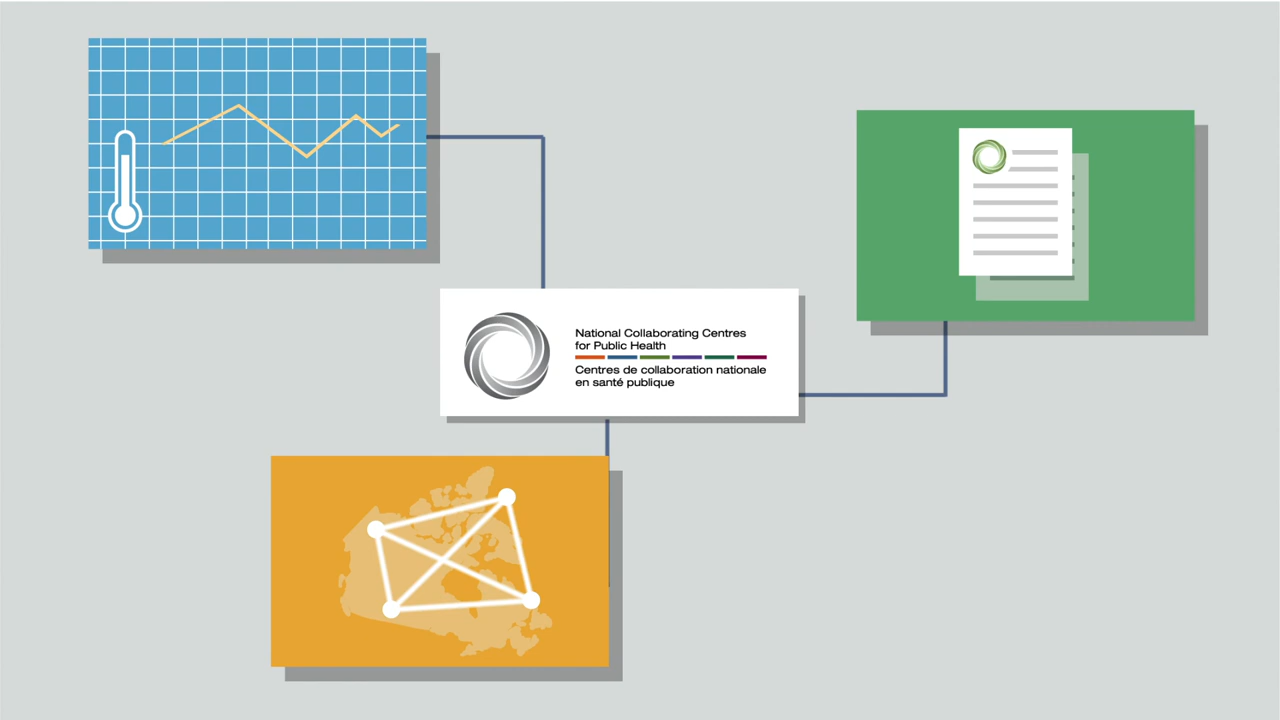 National Collaborating Centres
for Public Health
Centres de collaboration nationale
en santé publique